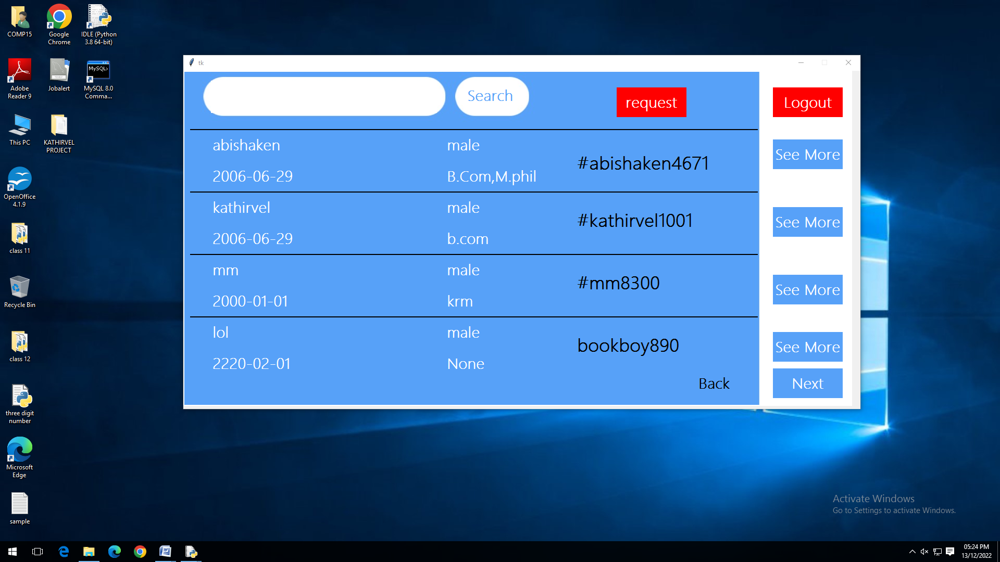 COMP15
Google
Chrome
IDLE (Python
3.8 64-bit)
Adobe
Reader 9
Jobalert
MySQL>
MySQL 8.0
Comma...
This PC
KATHIRVEL
PROJECT
OpenOffice
4.1.9
class 11
Recycle Bin
class 12
three digit
number
Microsoft
Edge
sample
tk
Search
request
Logout
abishaken
male
#abishaken4671
See More
2006-06-29
B.Com,M.phil
kathirvel
male
#kathirvel1001
See More
2006-06-29
b.com
mm
male
#mm8300
See More
2000-01-01
krm
lol
male
bookboy890
See More
2220-02-01
None
Back
Next
Activate Windows
Go to Settings to activate Windows.
05:24 PM
13/12/2022